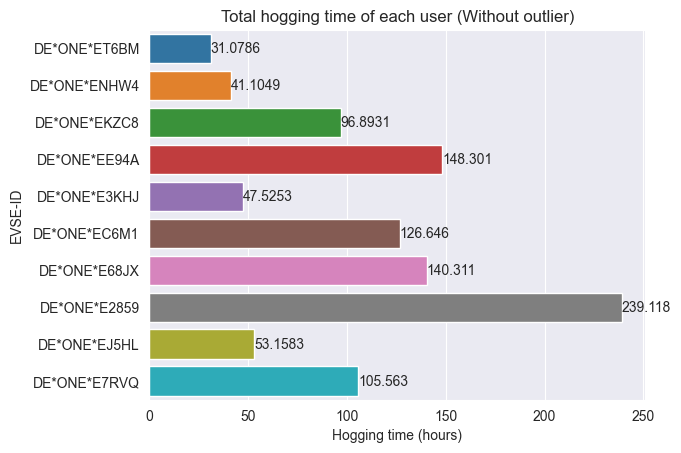 Total hogging time of each user (Without outlier)
EVSE-ID
DE*ONE*ET6BM 31.0786
DE*ONE*ENHW4 41.1049
DE*ONE*EKZC8 96.8931
DE*ONE*EE94A 148.301
DE*ONE*E3KHJ 47.5253
DE*ONE*EC6M1 126.646
DE*ONE*E68JX 140.311
DE*ONE*E2859 239.118
DE*ONE*EJ5HL 53.1583
DE*ONE*E7RVQ 105.563
0 50 100 150 200 250
Hogging time (hours)